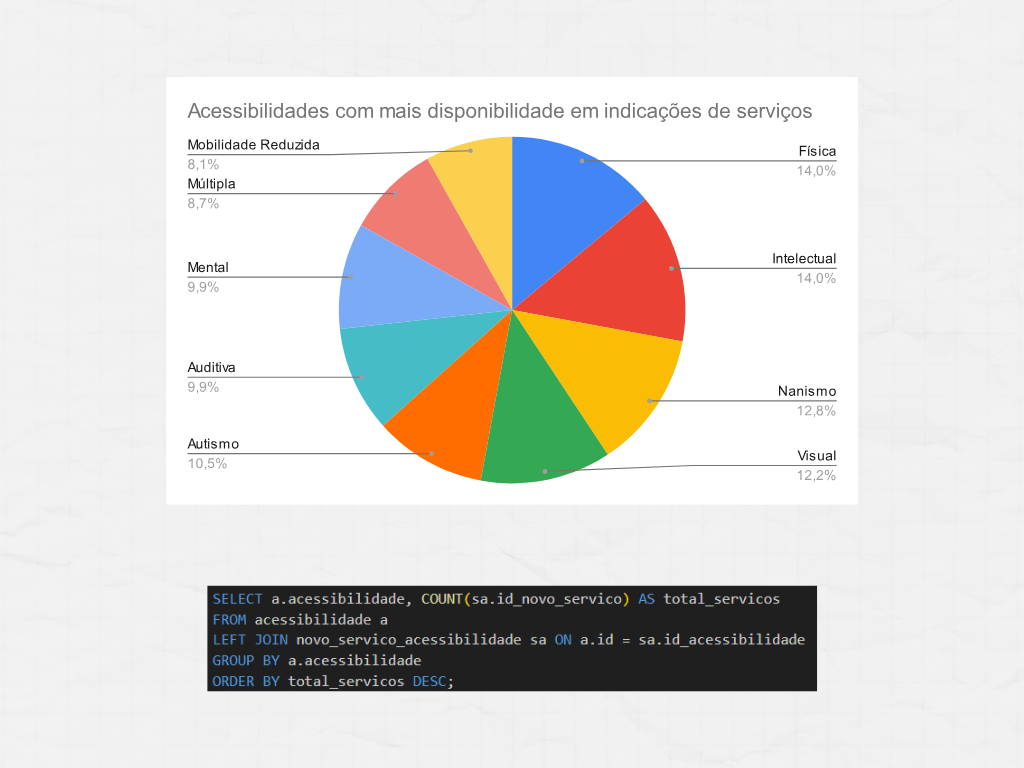 Acessibilidades com mais disponibilidade em indicações de serviços
Mobilidade Reduzida
8,1%
Múltipla
8,7%
Mental
9,9%
Auditiva
9,9%
Autismo
10,5%
Física
14,0%
Intelectual
14,0%
Nanismo
12,8%
Visual
12,2%
SELECT a.acessibilidade, COUNT(sa.id_novo_servico) AS total_servicos
FROM acessibilidade a
LEFT JOIN novo_servico_acessibilidade sa ON a.id = sa.id_acessibilidade
GROUP BY a.acessibilidade
ORDER BY total_servicos DESC;